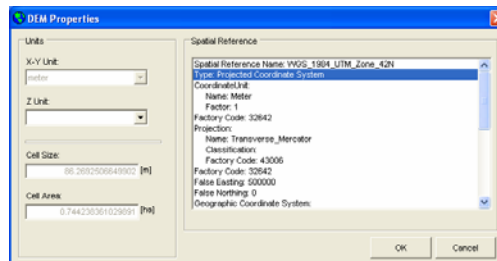 DEM Properties
Units
X-Y Unit:
meter
Z Unit:
Cell Size:
86.2692506849902 [m]
Cell Area:
0.744238361029891 [ha]
Spatial Reference
Spatial Reference Name: WGS_1984_UTM_Zone_42N
Type: Projected Coordinate System
CoordinateUnit:
Name: Meter
Factor: 1
Factory Code: 32642
Projection:
Name: Transverse_Mercator
Classification:
Factory Code: 43006
Factory Code: 32642
False Easting: 500000
False Northing: 0
Geographic Coordinate System:
OK
Cancel